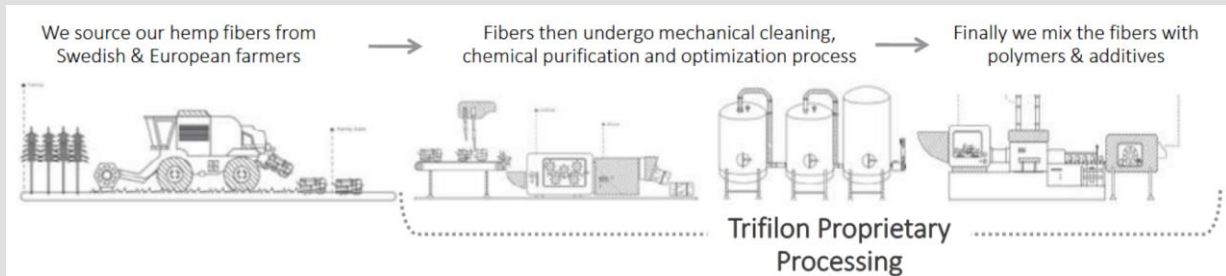 We source our hemp fibers from
Swedish & European farmers
Fibers then undergo mechanical cleaning,
chemical purification and optimization process
Finally we mix the fibers with
polymers & additives
Trifilon Proprietary
Processing